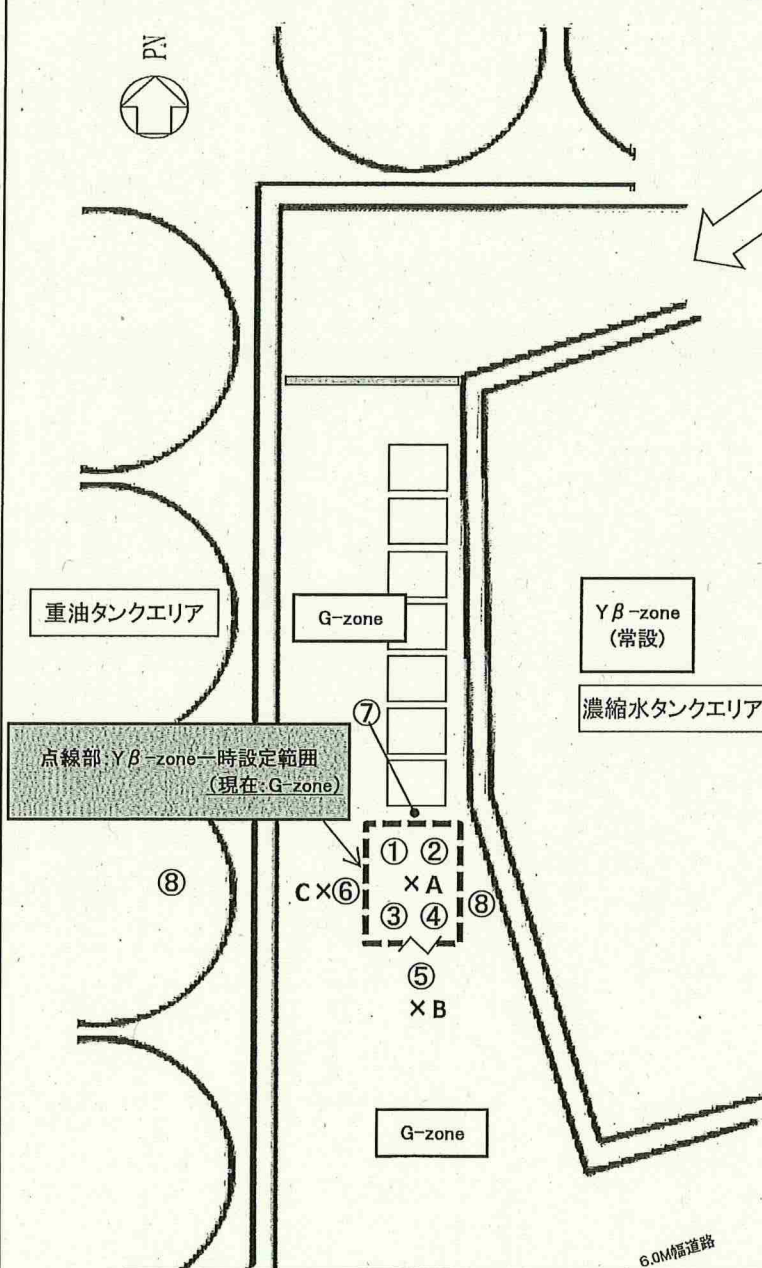 PN
重油タンクエリア
G-zone
Yβ-zone
(常設)
濃縮水タンクエリア
点線部:Yβ-zone一時設定範囲
(現在:G-zone)
⑦
① ②
⑧
C×⑥
×A
⑧
③ ④
⑤
×B
G-zone
6.0M幅道路